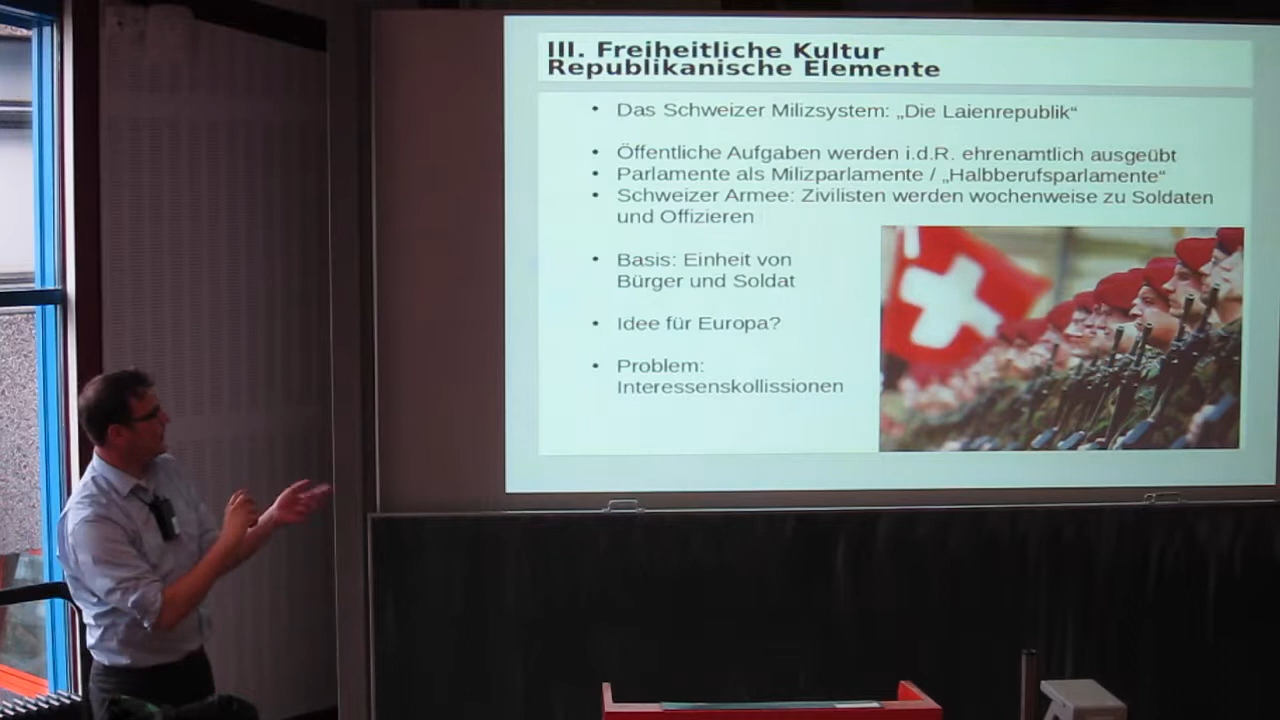 III. Freiheitliche Kultur
Republikanische Elemente
• Das Schweizer Milizsystem: „Die Laienrepublik“
• Öffentliche Aufgaben werden i.d.R. ehrenamtlich ausgeübt
• Parlamente als Milizparlamente / „Halbberufsparlamente“
• Schweizer Armee: Zivilisten werden wochenweise zu Soldaten
und Offizieren
• Basis: Einheit von
Bürger und Soldat
• Idee für Europa?
• Problem:
Interessenskollissionen